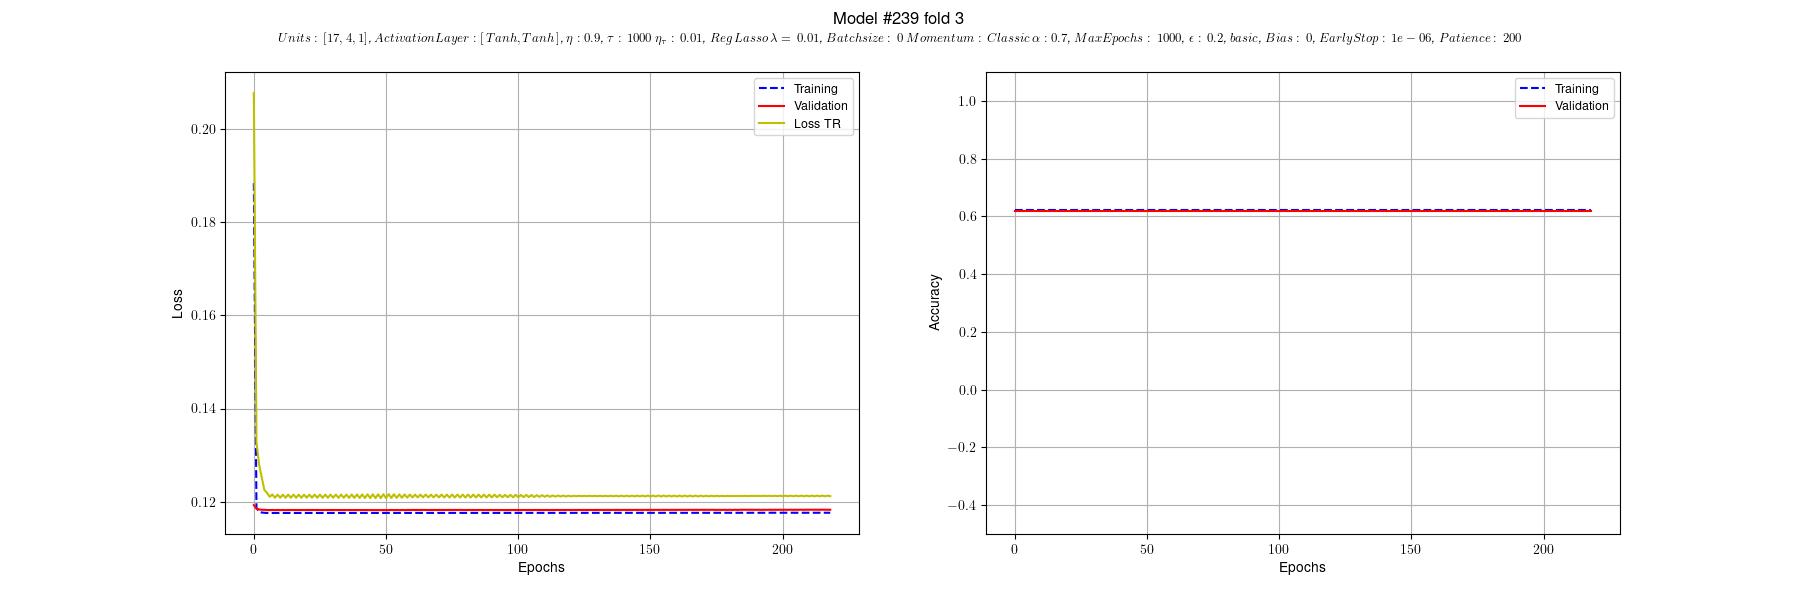 Model #239 fold 3
Units : [17, 4, 1], ActivationLayer : [Tanh, Tanh], η : 0.9, τ : 1000 ητ : 0.01, RegLasso λ = 0.01, Batchsize : 0 Momentum : Classic α : 0.7, MaxEpochs : 1000, ϵ : 0.2, basic, Bias : 0, EarlyStop : 1e − 06, Patience : 200
Training
Validation
Loss TR
0.20
0.18
0.16
0.14
0.12
Loss
0 50 100 150 200
Epochs
Training
Validation
1.0
0.8
0.6
0.4
0.2
0.0
−0.2
−0.4
Accuracy
0 50 100 150 200
Epochs